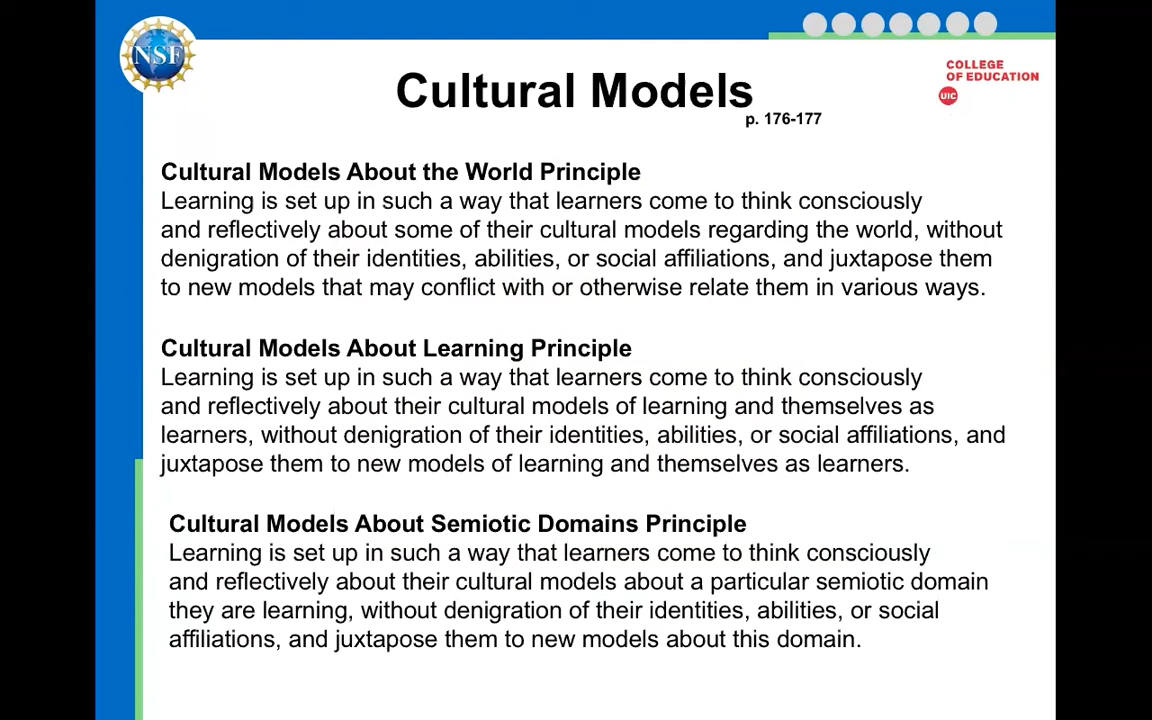 NSF
COLLEGE
OF EDUCATION
UIC
Cultural Models
p. 176-177
Cultural Models About the World Principle
Learning is set up in such a way that learners come to think consciously
and reflectively about some of their cultural models regarding the world, without
denigration of their identities, abilities, or social affiliations, and juxtapose them
to new models that may conflict with or otherwise relate them in various ways.
Cultural Models About Learning Principle
Learning is set up in such a way that learners come to think consciously
and reflectively about their cultural models of learning and themselves as
learners, without denigration of their identities, abilities, or social affiliations, and
juxtapose them to new models of learning and themselves as learners.
Cultural Models About Semiotic Domains Principle
Learning is set up in such a way that learners come to think consciously
and reflectively about their cultural models about a particular semiotic domain
they are learning, without denigration of their identities, abilities, or social
affiliations, and juxtapose them to new models about this domain.